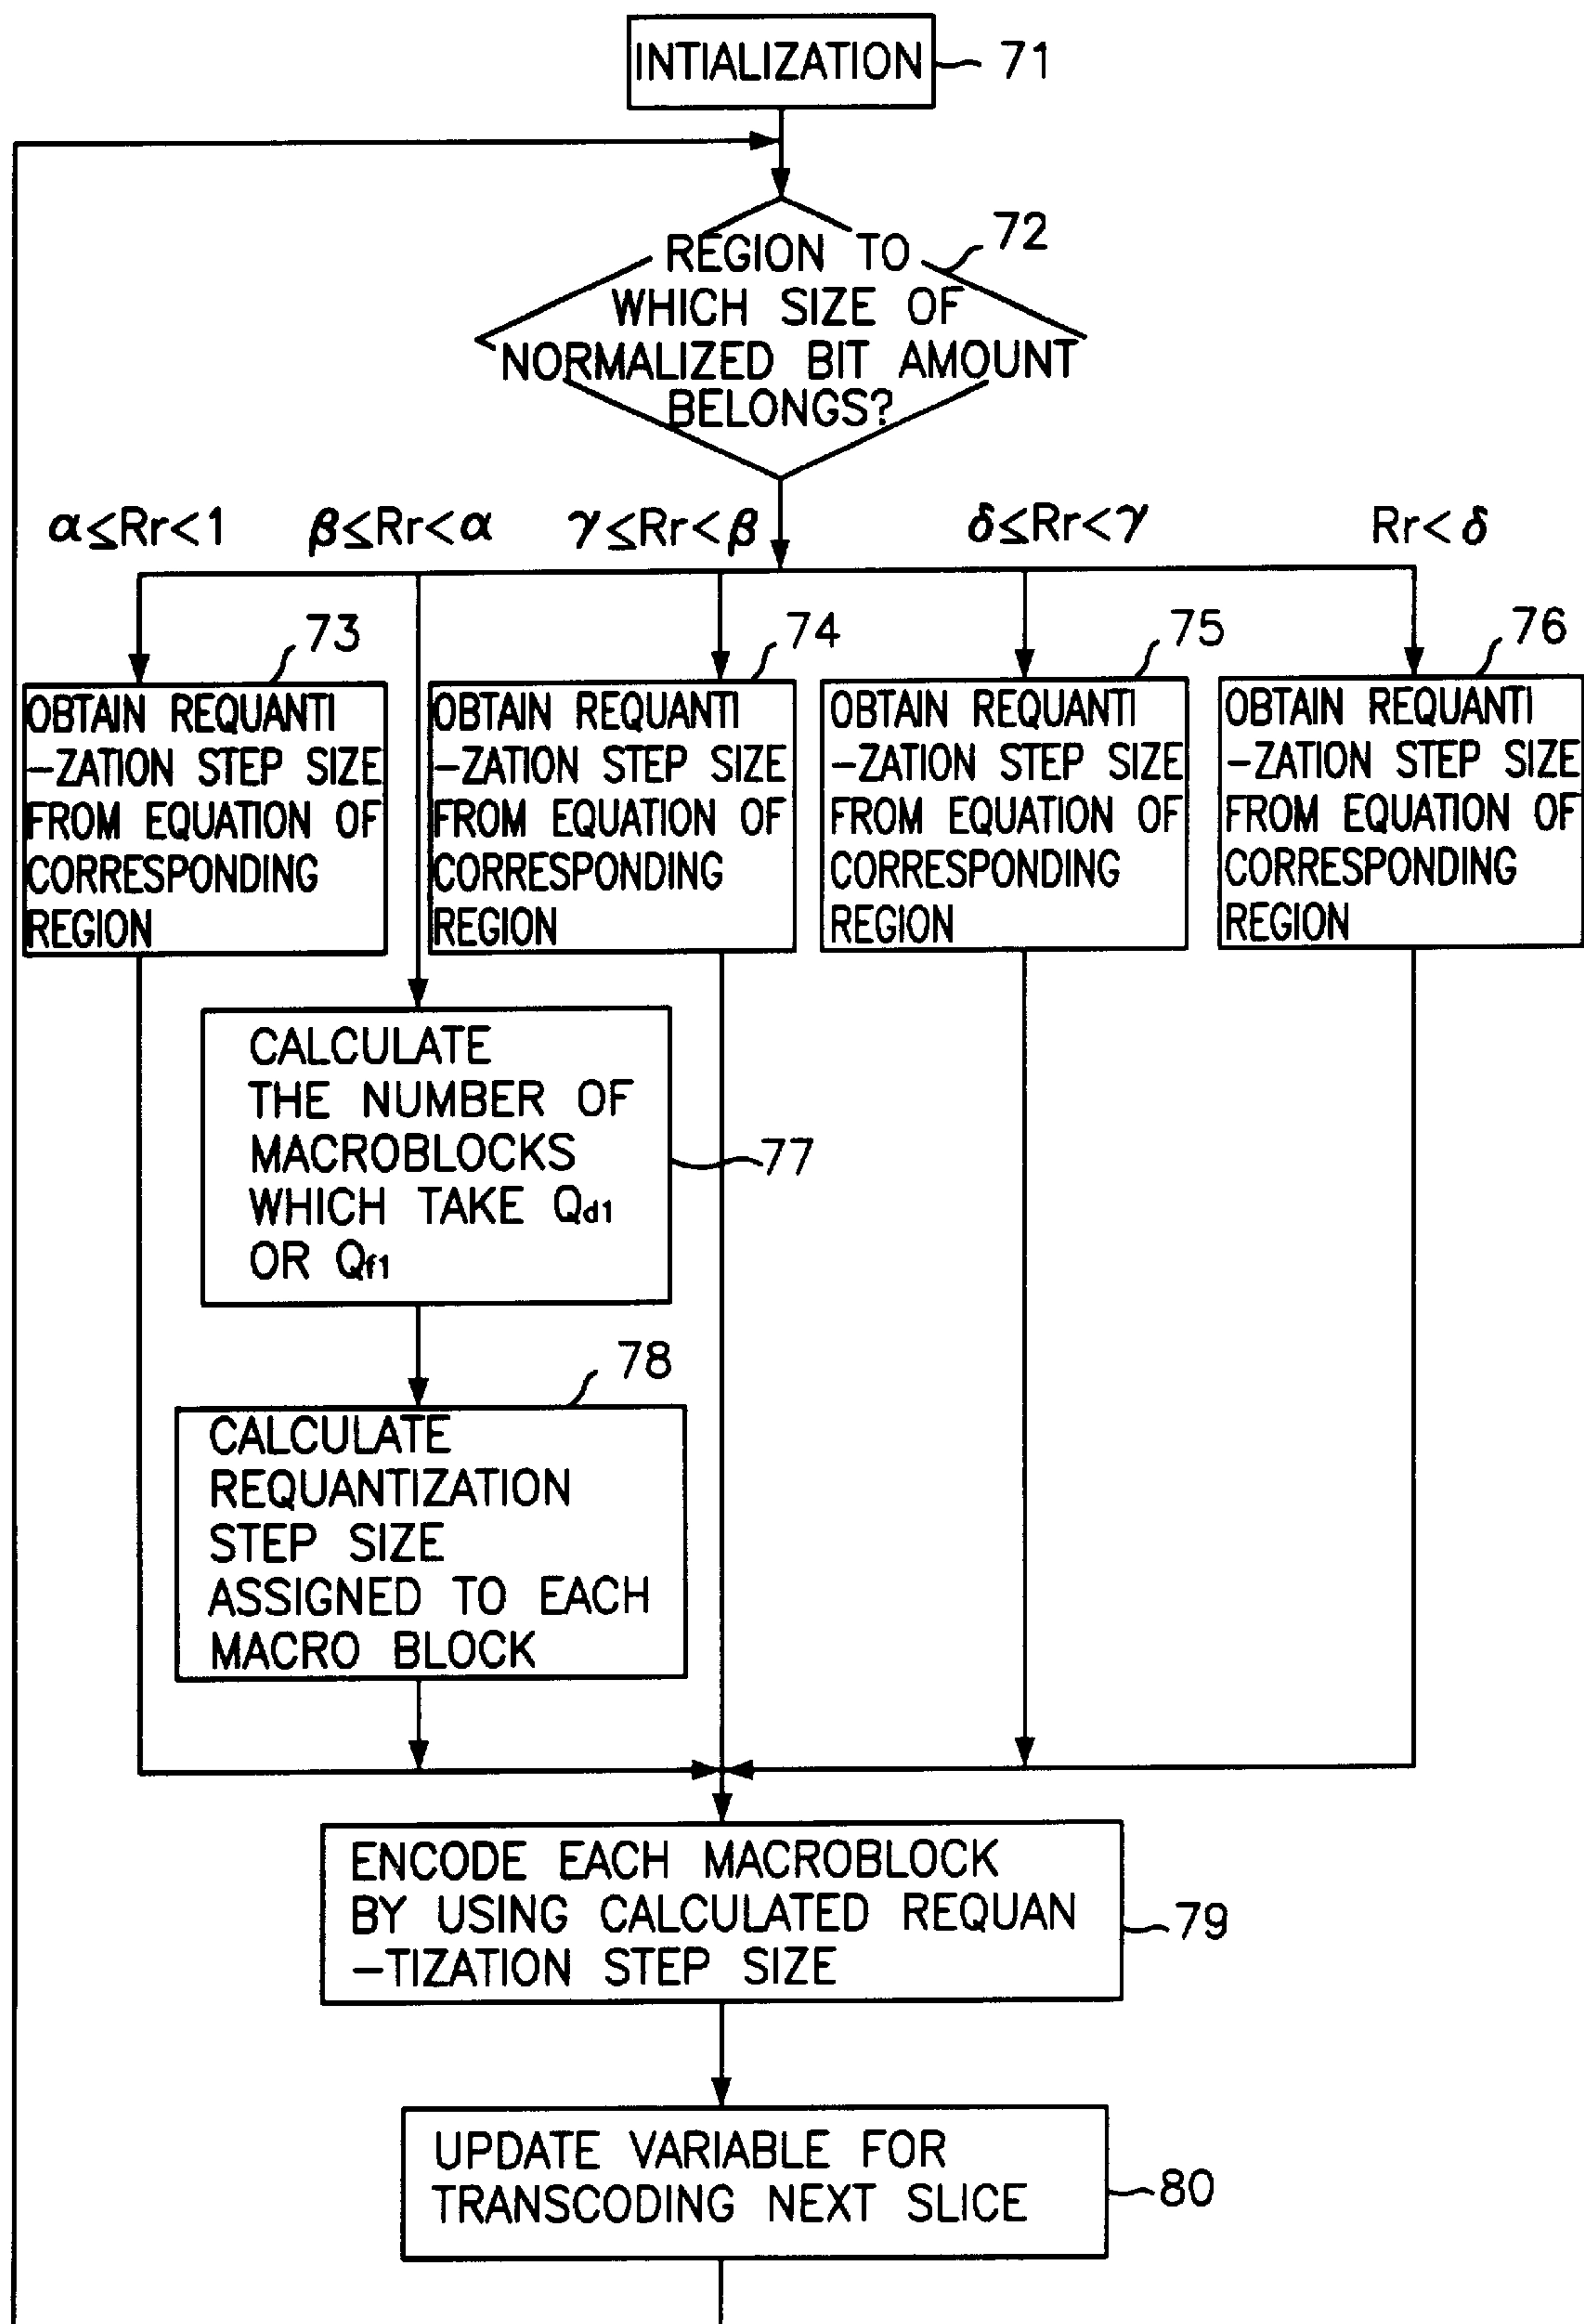 INTIALIZATION
71
REGION TO
WHICH SIZE OF
NORMALIZED BIT AMOUNT
BELONGS?
72
α≤Rr<1
β≤Rr<α
γ≤Rr<β
δ≤Rr<γ
Rr<δ
73
OBTAIN REQUANTI
-ZATION STEP SIZE
FROM EQUATION OF
CORRESPONDING
REGION
74
OBTAIN REQUANTI
-ZATION STEP SIZE
FROM EQUATION OF
CORRESPONDING
REGION
75
OBTAIN REQUANTI
-ZATION STEP SIZE
FROM EQUATION OF
CORRESPONDING
REGION
76
OBTAIN REQUANTI
-ZATION STEP SIZE
FROM EQUATION OF
CORRESPONDING
REGION
CALCULATE
THE NUMBER OF
MACROBLOCKS
WHICH TAKE Qd1
OR Qf1
77
78
CALCULATE
REQUANTIZATION
STEP SIZE
ASSIGNED TO EACH
MACRO BLOCK
ENCODE EACH MACROBLOCK
BY USING CALCULATED REQUAN
-TIZATION STEP SIZE
79
UPDATE VARIABLE FOR
TRANSCODING NEXT SLICE
80